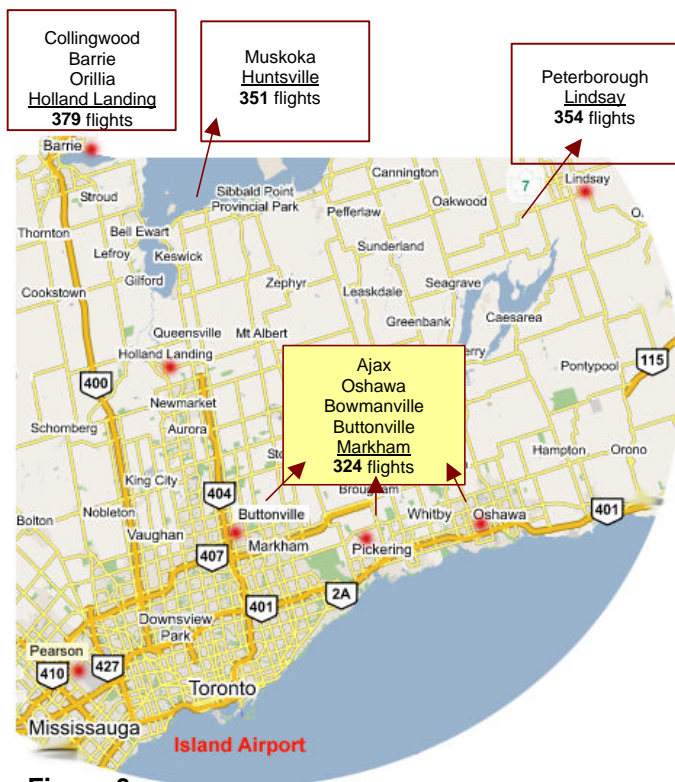 Collingwood
Barrie
Orillia
Holland Landing
379 flights
Muskoka
Huntsville
351 flights
Peterborough
Lindsay
354 flights
Barrie
Cannington
7
Lindsay
Stroud
Sibbald Point
Provincial Park
Pefferlaw
Oakwood
O.
Thornton
Bell Ewart
Lefroy
Keswick
Sunderland
Gilford
Zephyr
Seagrave
Cookstown
Leaskdale
Caesarea
Greenbank
Queensville
Mt Albert
erry
Holland Landing
Pontypool
115
400
Newmarket
Ajax
Oshawa
Bowmanville
Buttonville
Markham
324 flights
Schomberg
Aurora
Sto
Hampton
Orono
King City
404
Brougham
Bolton
Nobleton
Buttonville
Whitby
Oshawa
401
Vaughan
407
Markham
Pickering
401
2A
Downsview
Park
Pearson
410
427
Toronto
Mississauga
Island Airport